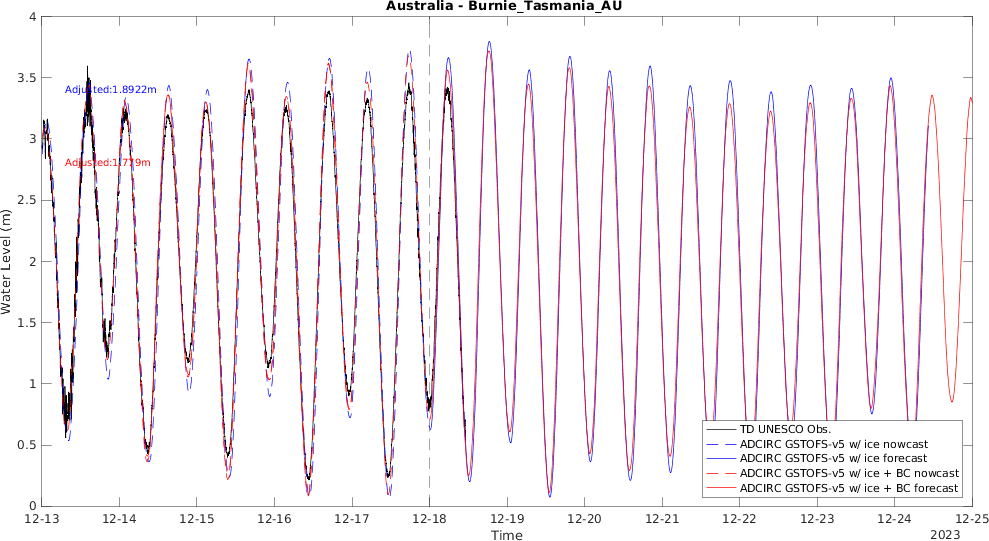 Australia - Burnie_Tasmania_AU
Water Level (m)
4
3.5
3
2.5
2
1.5
1
0.5
0
Adjusted:1.8922m
Adjusted:1.779m
TD UNESCO Obs.
ADCIRC GSTOFS-v5 w/ ice nowcast
ADCIRC GSTOFS-v5 w/ ice forecast
ADCIRC GSTOFS-v5 w/ ice + BC nowcast
ADCIRC GSTOFS-v5 w/ ice + BC forecast
12-13 12-14 12-15 12-16 12-17 12-18 12-19 12-20 12-21 12-22 12-23 12-24 12-25
Time
2023